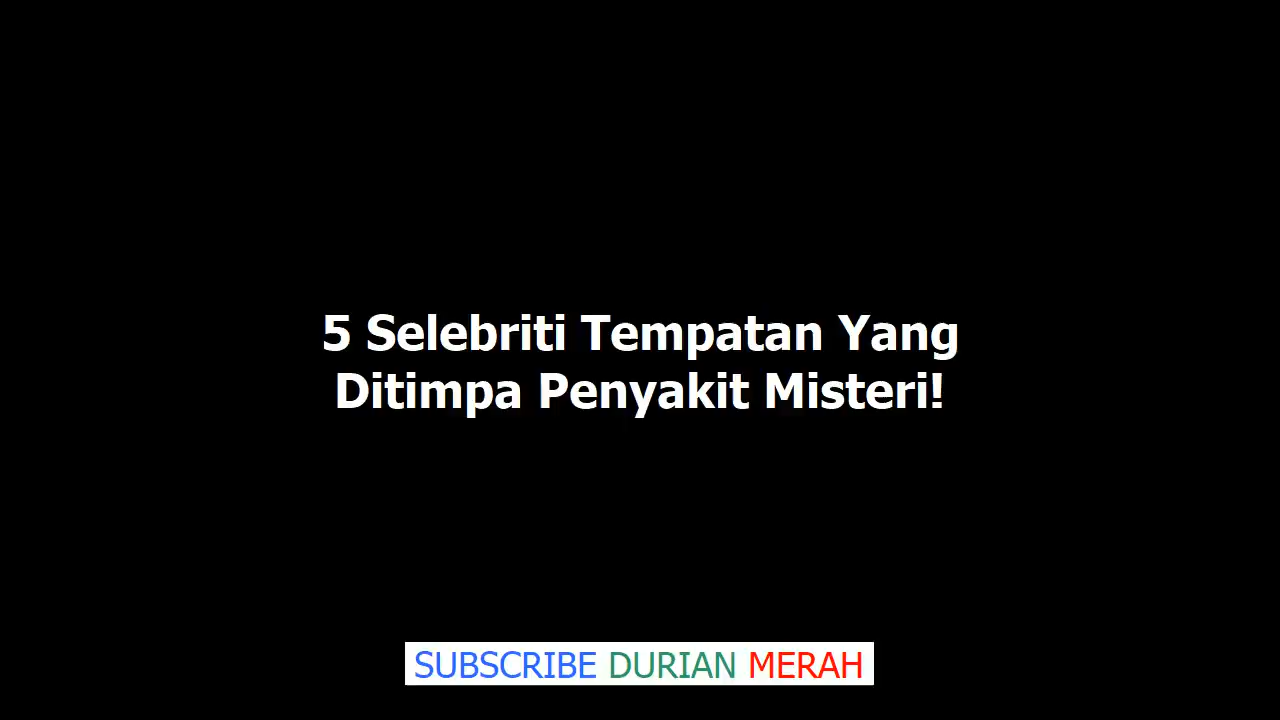 5 Selebriti Tempatan Yang
Ditimpa Penyakit Misteri!
SUBSCRIBE DURIAN MERAH